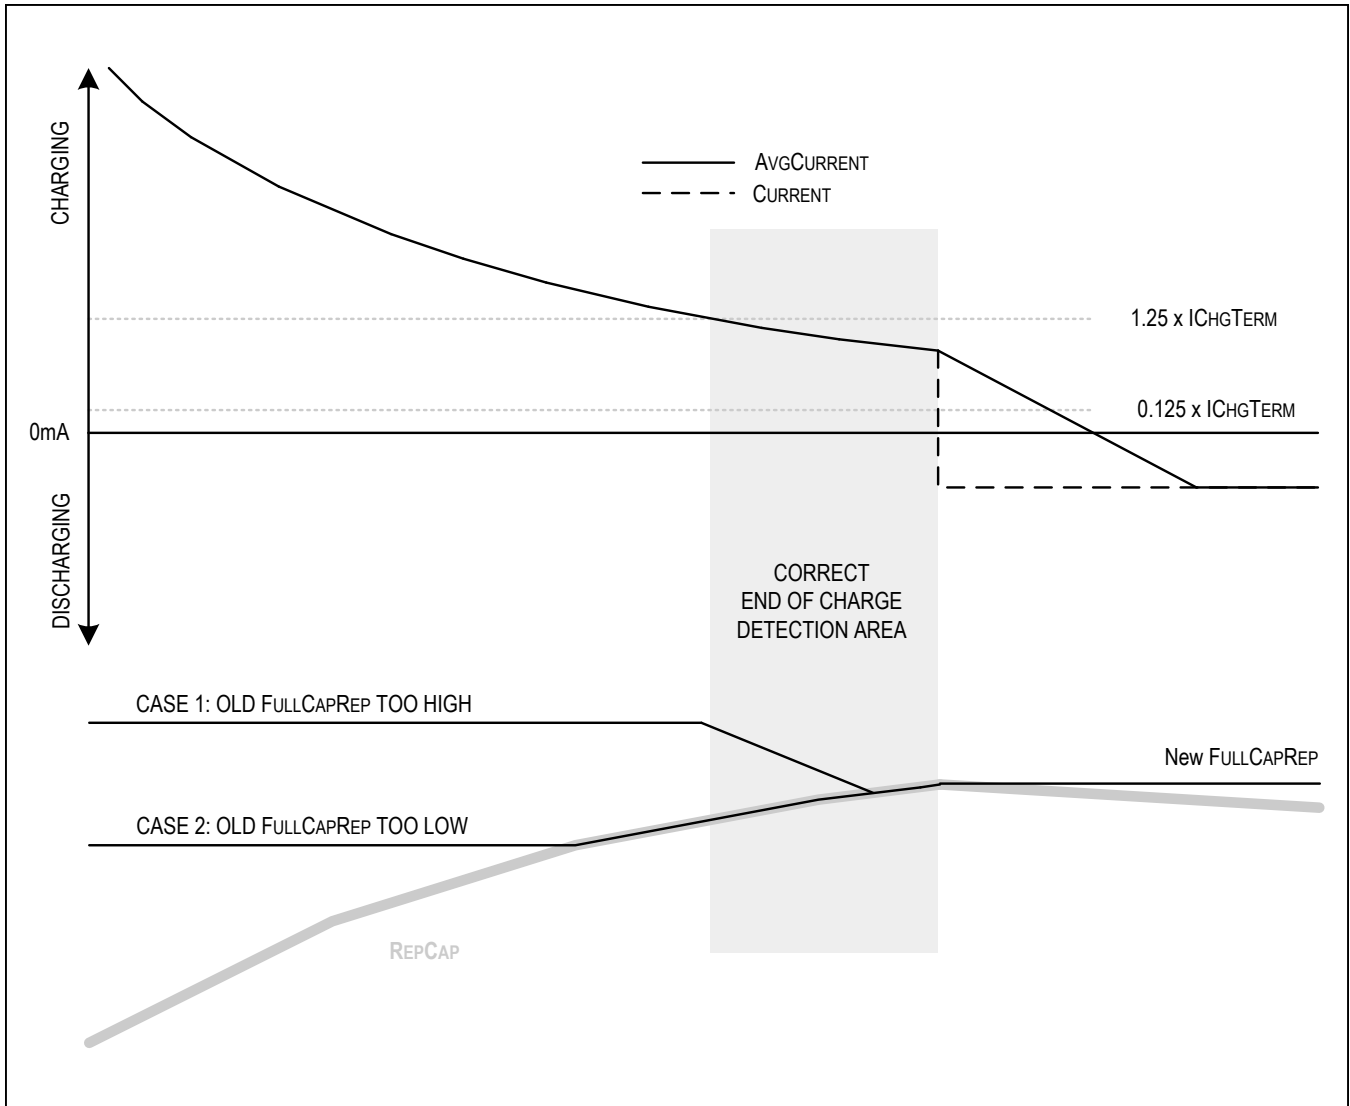 CHARGING
AVGCURRENT
CURRENT
1.25 x ICHGTERM
0.125 x ICHGTERM
0mA
DISCHARGING
CORRECT
END OF CHARGE
DETECTION AREA
CASE 1: OLD FULLCAPREP TOO HIGH
New FULLCAPREP
CASE 2: OLD FULLCAPREP TOO LOW
REPCAP